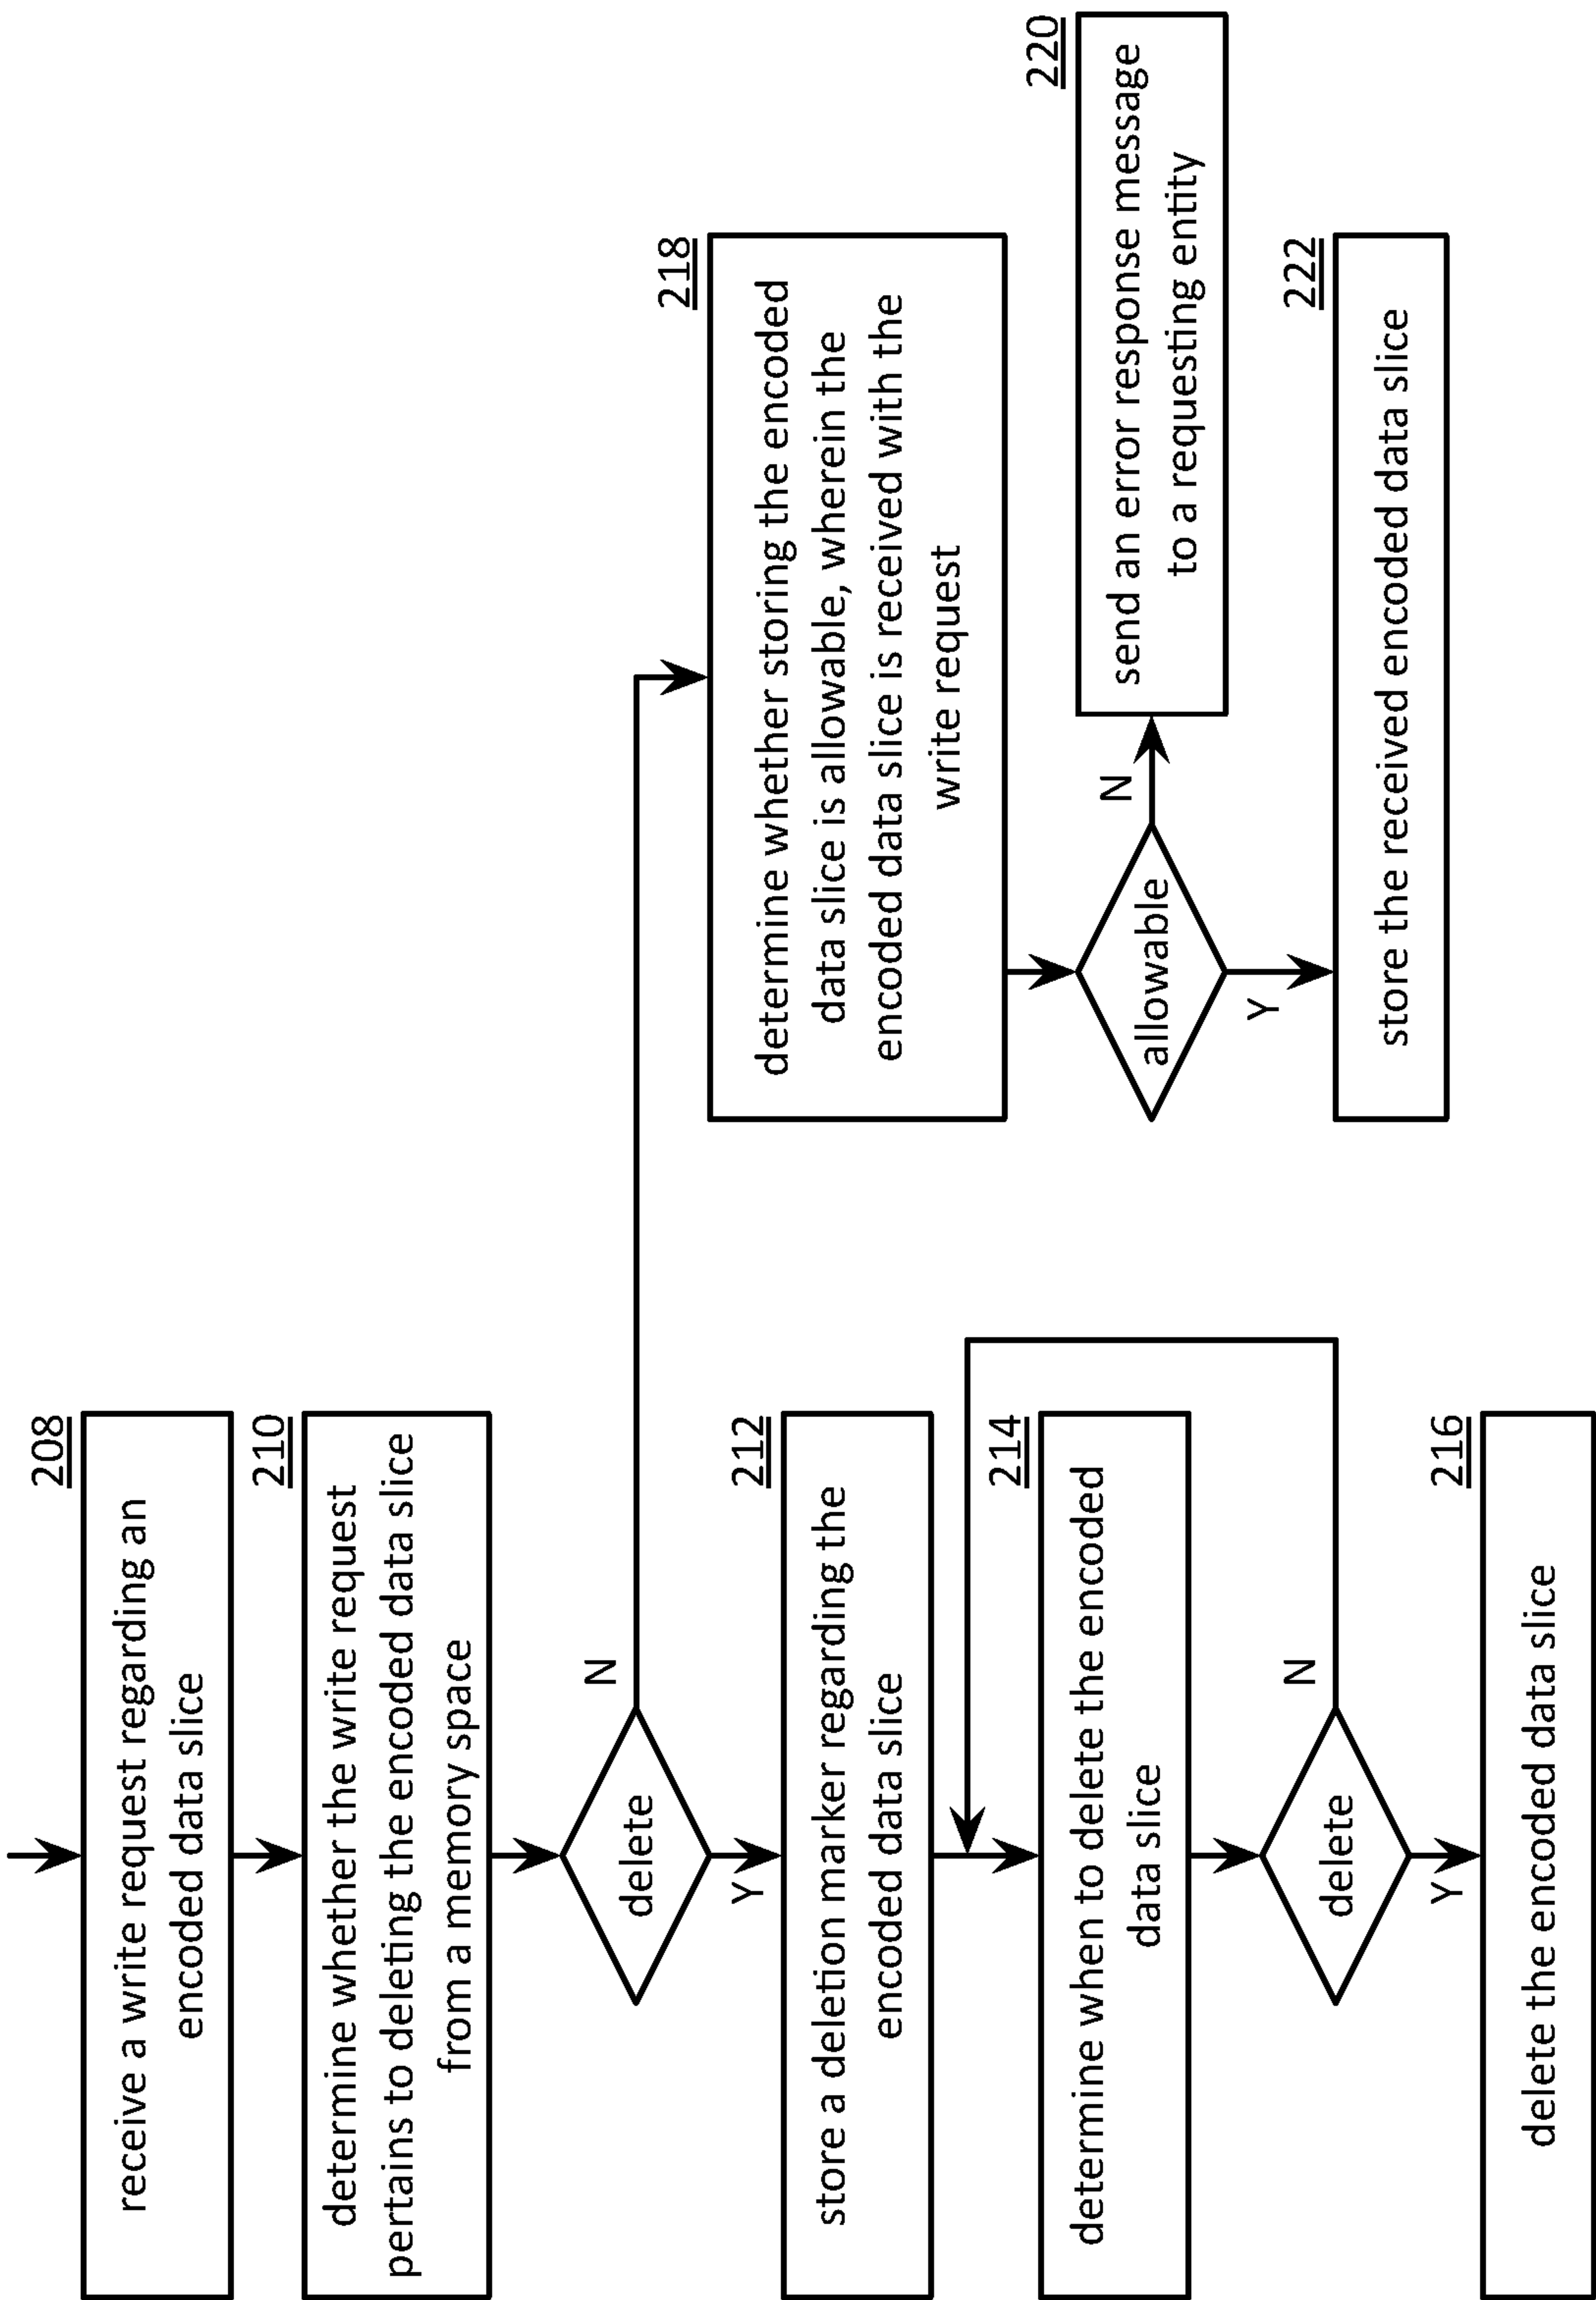 208
receive a write request regarding an
encoded data slice
210
determine whether the write request
pertains to deleting the encoded data slice
from a memory space
delete
N
Y
212
store a deletion marker regarding the
encoded data slice
214
determine when to delete the encoded
data slice
delete
N
Y
216
delete the encoded data slice
218
determine whether storing the encoded
data slice is allowable, wherein the
encoded data slice is received with the
write request
allowable
N
Y
220
send an error response message
to a requesting entity
222
store the received encoded data slice